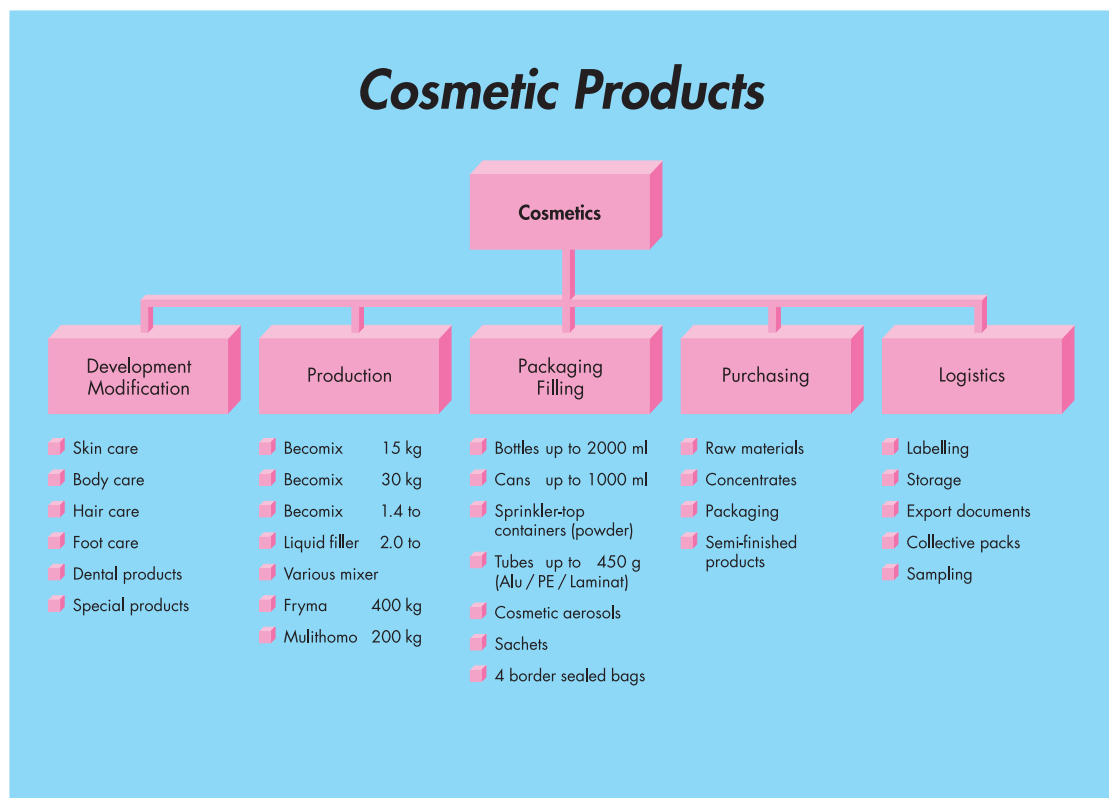 Cosmetic Products
Cosmetics
Development
Modification
Skin care
Body care
Hair care
Foot care
Dental products
Special products
Production
Becomix 15 kg
Becomix 30 kg
Becomix 1.4 to
Liquid filler 2.0 to
Various mixer
Fryma 400 kg
Mulithomo 200 kg
Packaging
Filling
Bottles up to 2000 ml
Cans up to 1000 ml
Sprinkler-top
containers (powder)
Tubes up to 450 g
(Alu / PE / Laminat)
Cosmetic aerosols
Sachets
4 border sealed bags
Purchasing
Raw materials
Concentrates
Packaging
Semi-finished
products
Logistics
Labelling
Storage
Export documents
Collective packs
Sampling